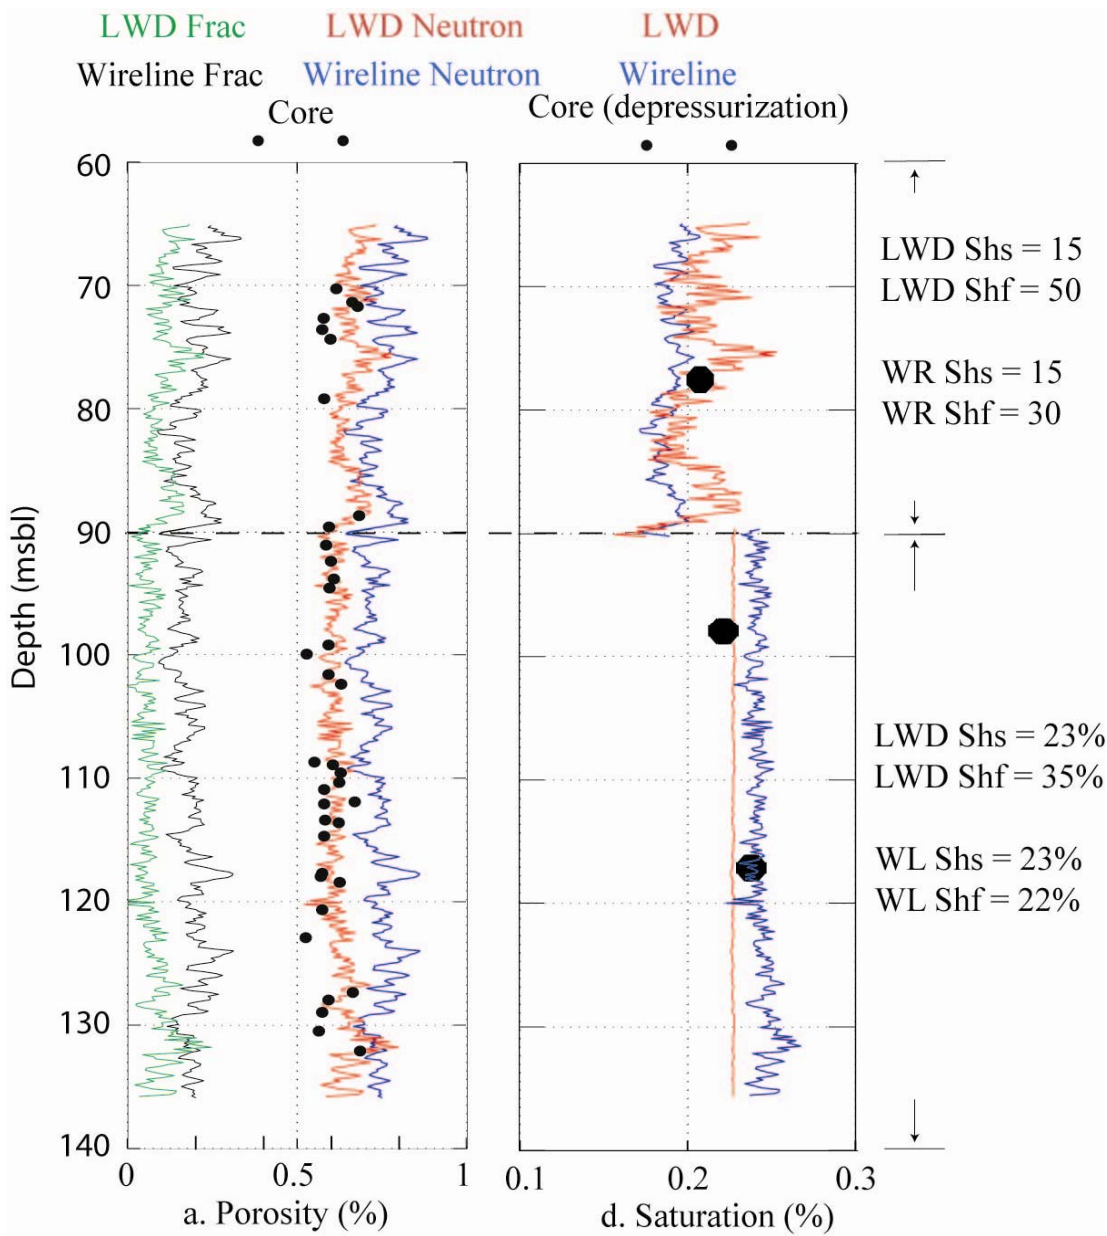 LWD Frac
Wireline Frac
LWD Neutron
Wireline Neutron
LWD
Wireline
Core
Core (depressurization)
60
70
80
90
100
110
120
130
140
Depth (msbl)
0
0.5
1
a. Porosity (%)
0.1
0.2
0.3
d. Saturation (%)
LWD Shs = 15
LWD Shf = 50
WR Shs = 15
WR Shf = 30
LWD Shs = 23%
LWD Shf = 35%
WL Shs = 23%
WL Shf = 22%